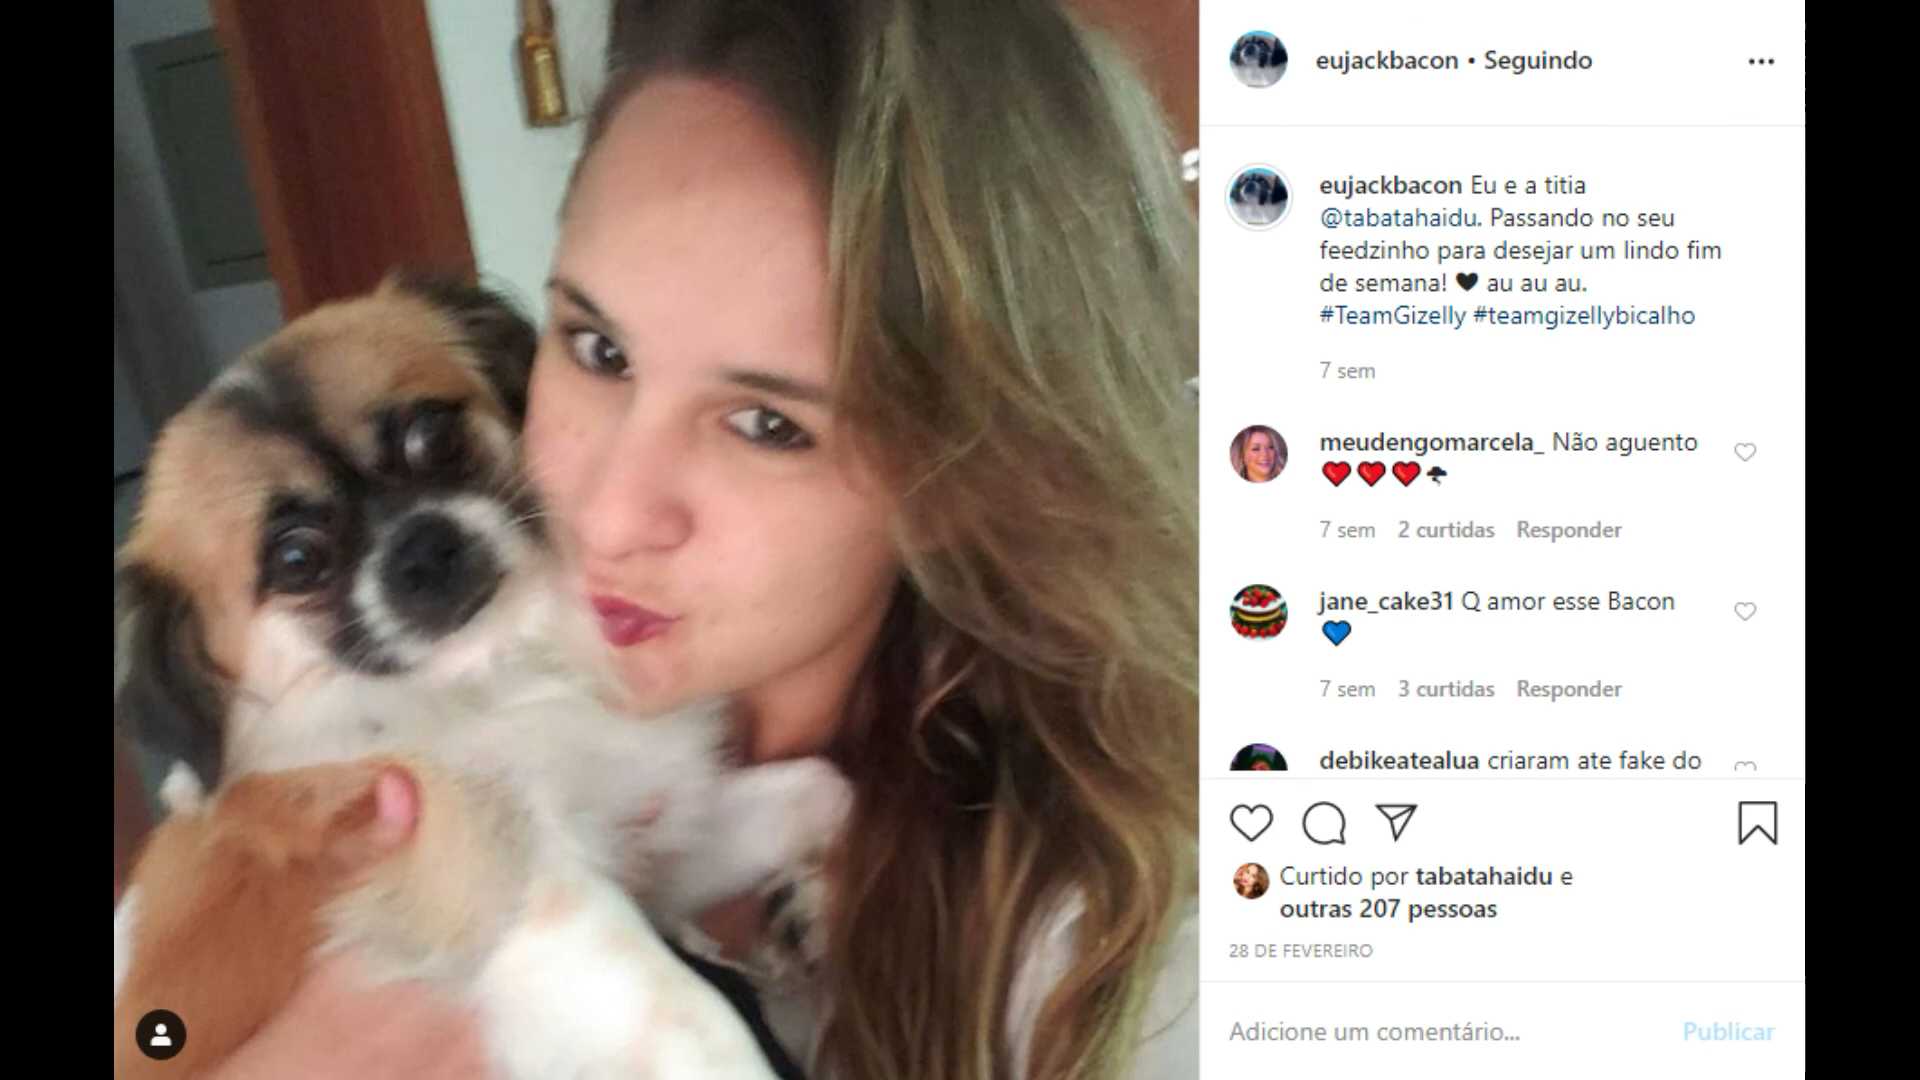 eujackbacon • Seguindo
eujackbacon Eu e a titia
@tabatahaidu. Passando no seu
feedzinho para desejar um lindo fim
de semana! 🖤 au au au.
#TeamGizelly #teamgizellybicalho
7 sem
meudengomarcela_ Não aguento
❤️❤️❤️🌪
7 sem 2 curtidas Responder
jane_cake31 Q amor esse Bacon
💙
7 sem 3 curtidas Responder
debikeatealua criaram ate fake do
Curtido por tabatahaidu e
outras 207 pessoas
28 DE FEVEREIRO
Adicione um comentário... Publicar